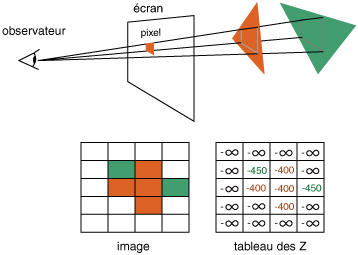 écran
observateur
pixel
-∞ -∞ -∞ -∞
-∞ -450 -400 -∞
-∞ -400 -400 -450
-∞ -∞ -400 -∞
-∞ -∞ -∞ -∞
image
tableau des Z